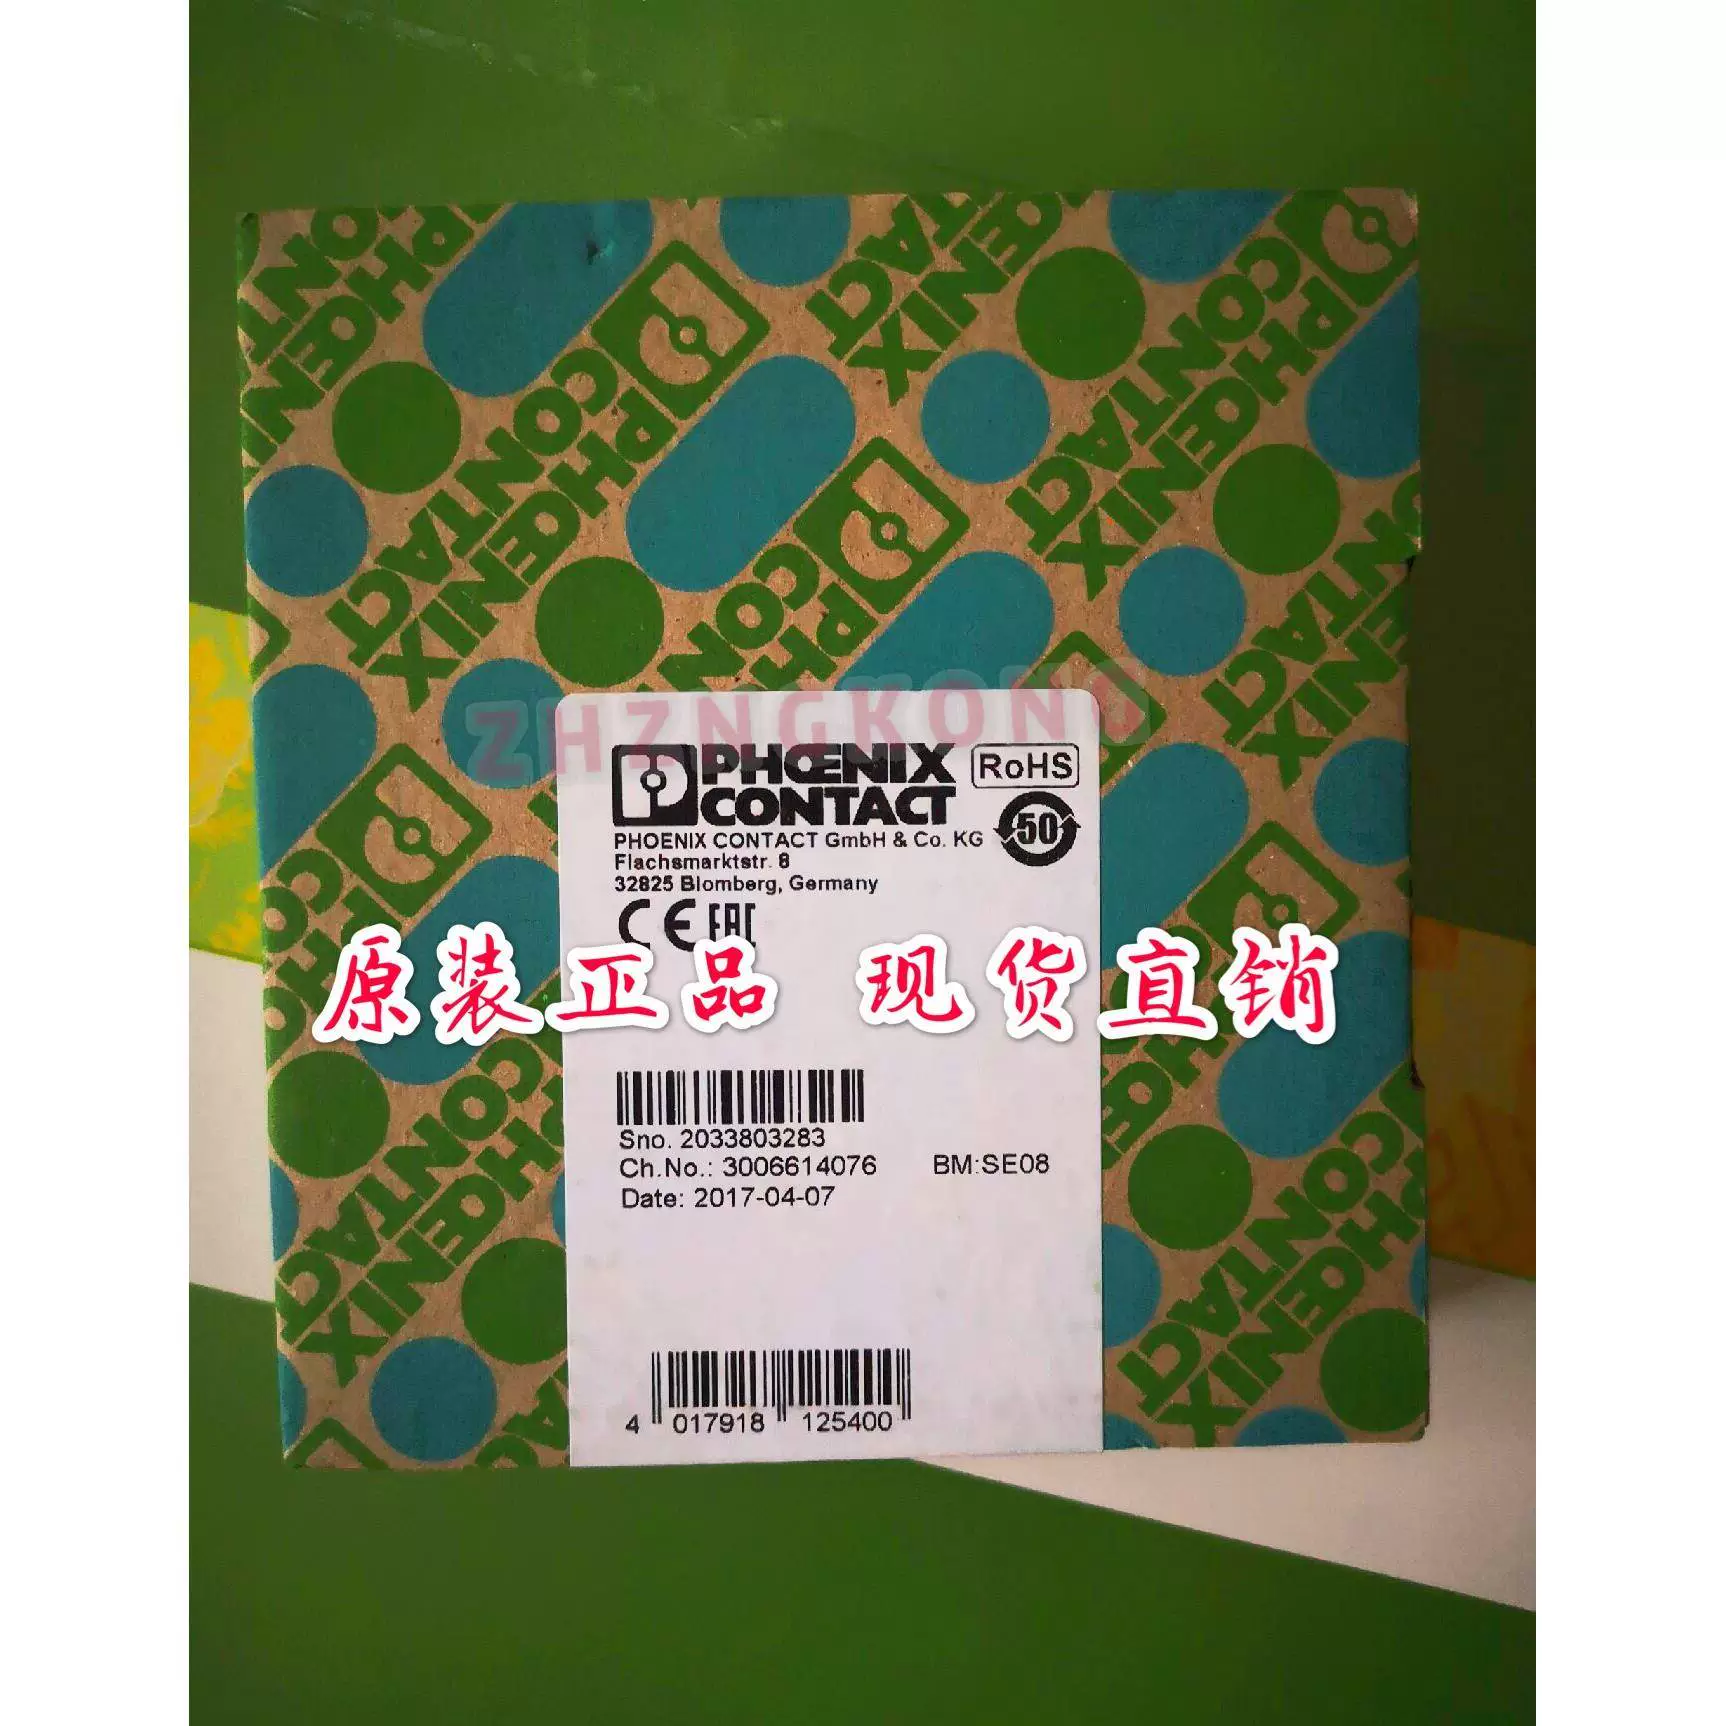 ZHZNGKONG
PHŒNIX
CONTACT
RoHS
50
PHOENIX CONTACT GmbH & Co. KG
Flachsmarktstr. 8
32825 Blomberg, Germany
CE EAC
原装正品 现货直销
Sno. 2033803283
Ch.No.: 3006614076 BM:SE08
Date: 2017-04-07
4 017918 125400